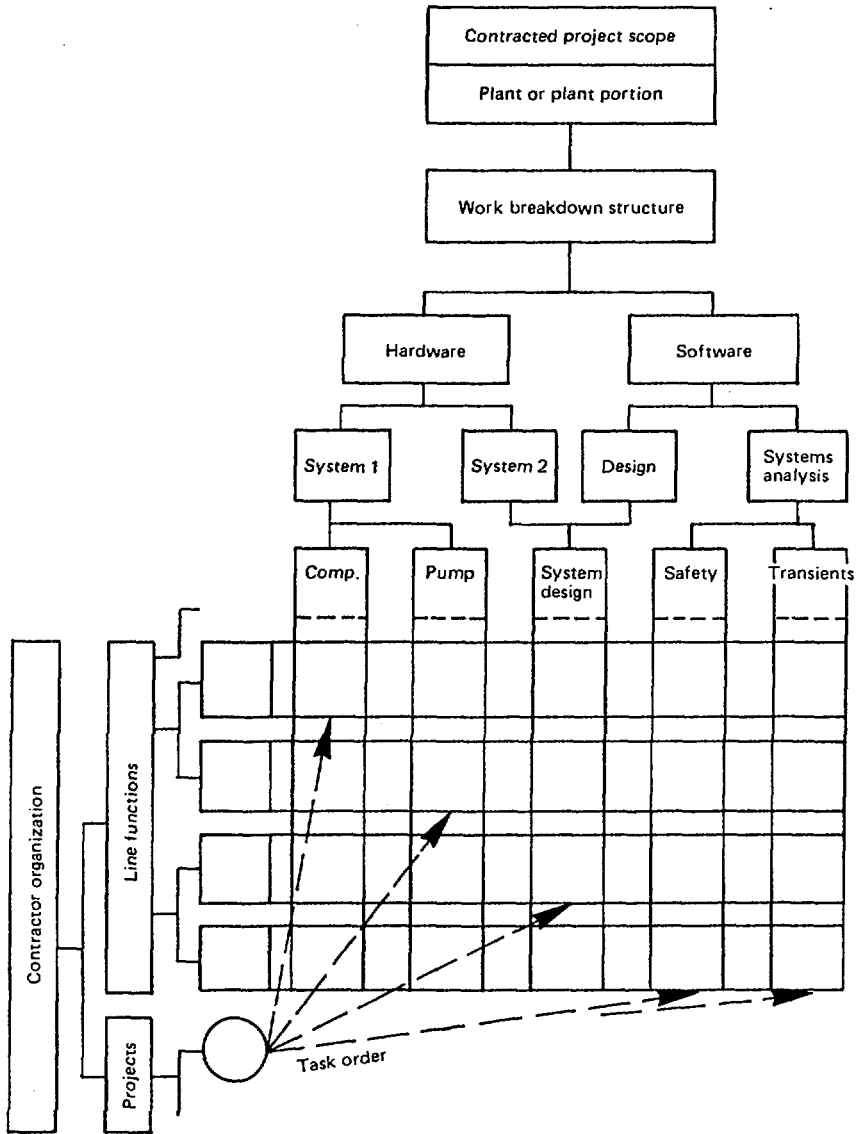 Contracted project scope
Plant or plant portion
Work breakdown structure
Hardware
Software
System 1
System 2
Design
Systems
analysis
Comp.
Pump
System
design
Safety
Transients
Contractor organization
Line functions
Projects
Task order